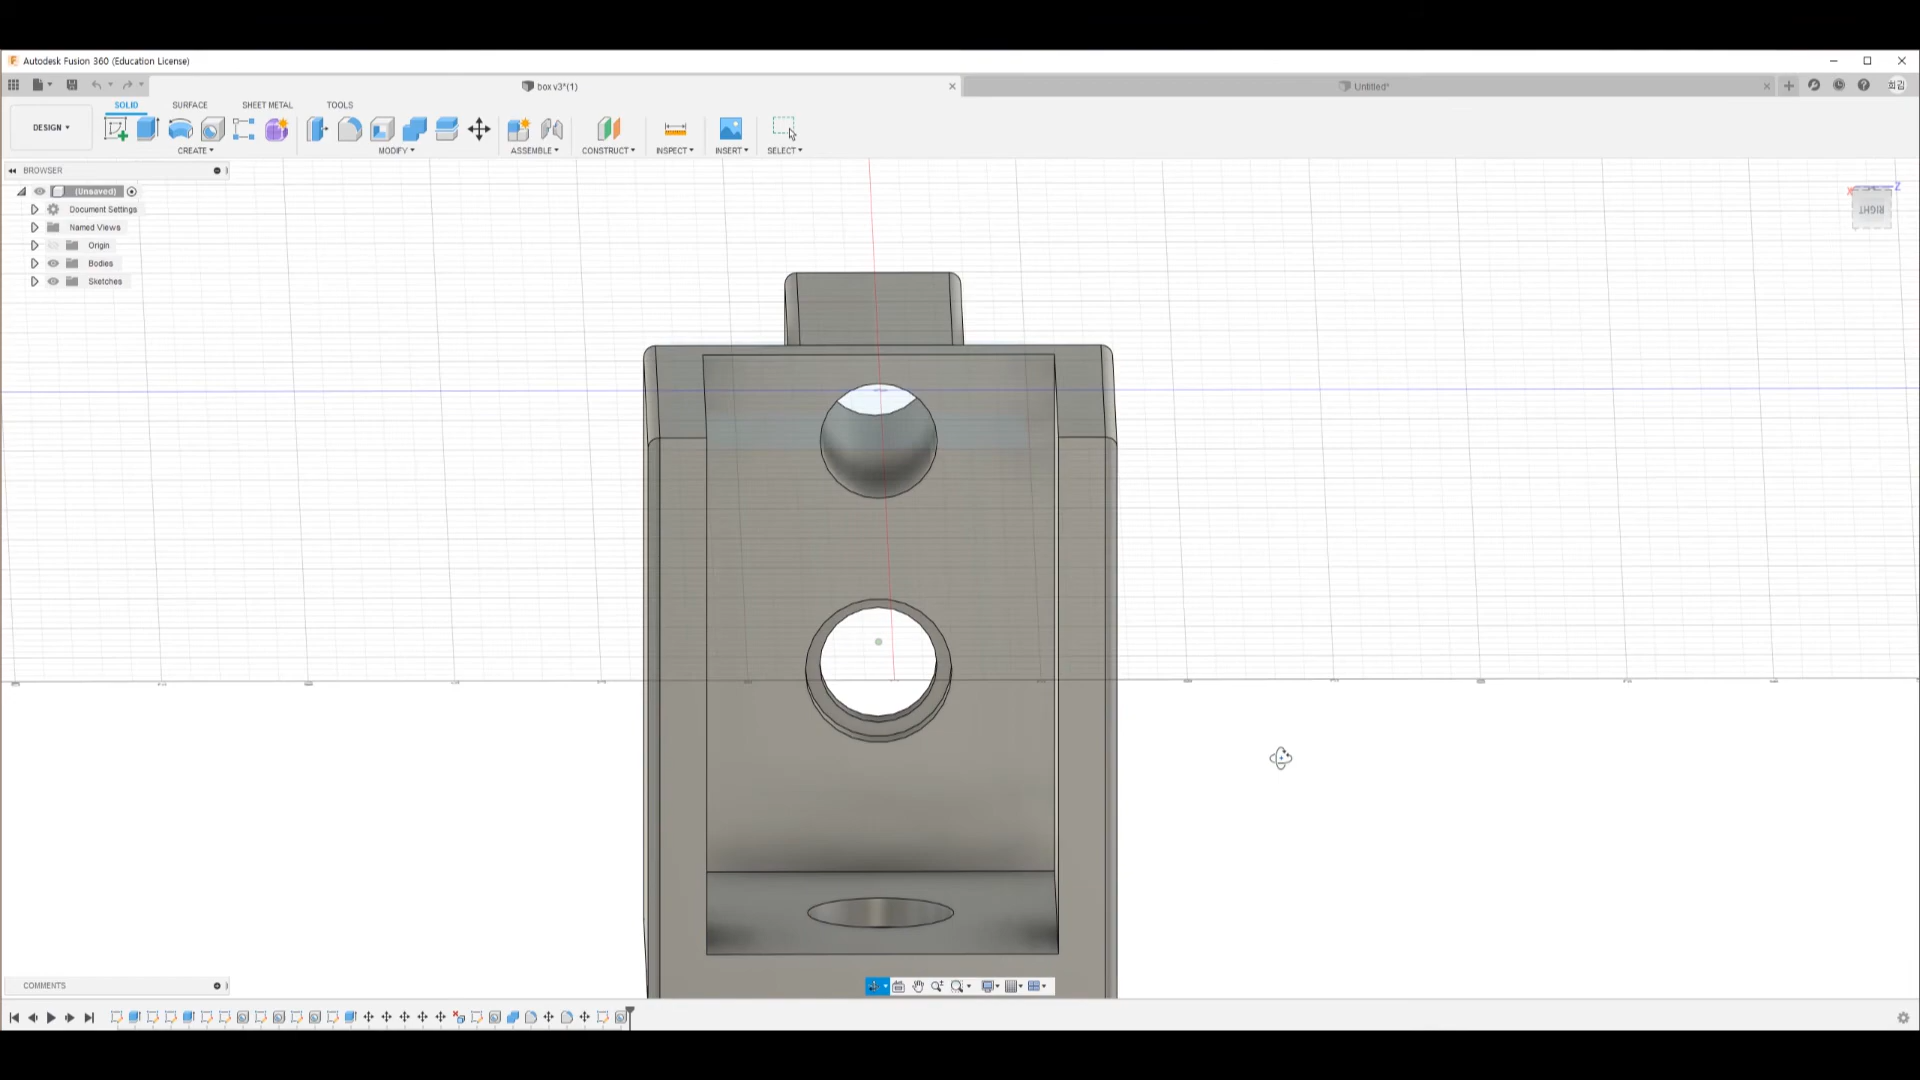 Autodesk Fusion 360 (Education License)
box v3*(1)
Untitled*
SOLID
SURFACE
SHEET METAL
TOOLS
DESIGN
CREATE
MODIFY
ASSEMBLE
CONSTRUCT
INSPECT
INSERT
SELECT
BROWSER
(Unsaved)
Document Settings
Named Views
Origin
Bodies
Sketches
Z
RIGHT
COMMENTS